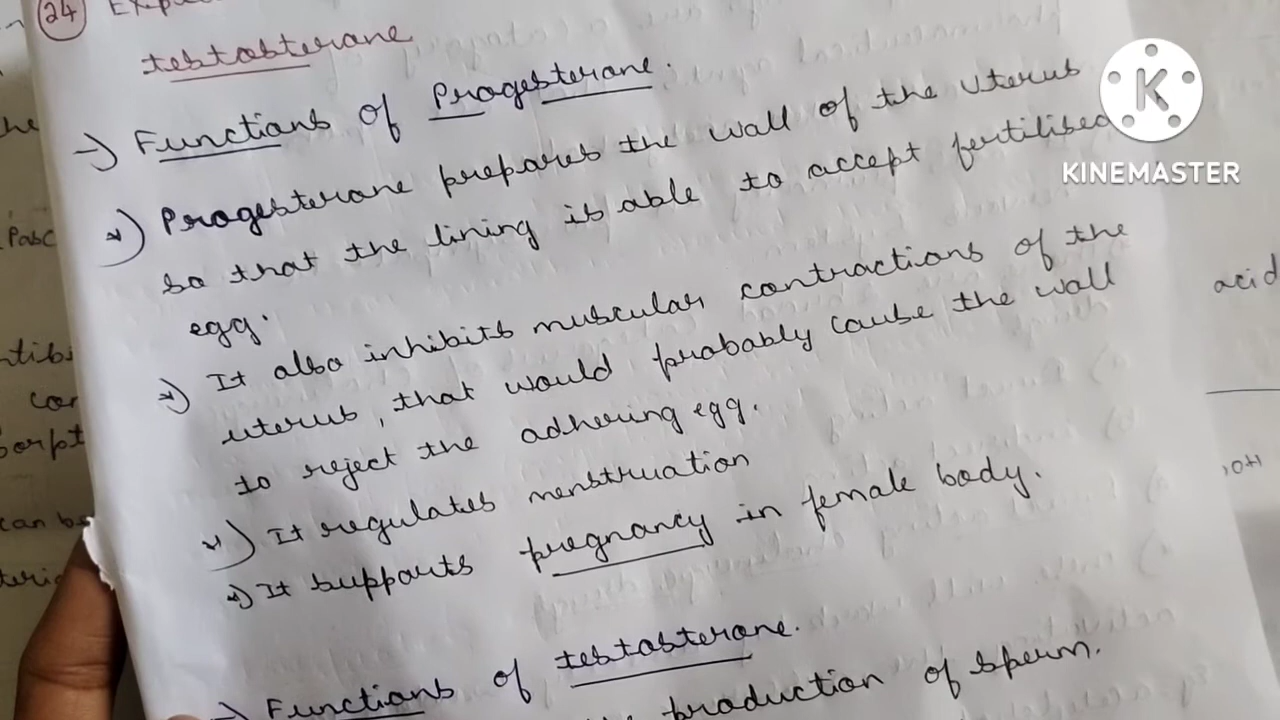 24
testosterone
→ Functions of Progesterone.
*) Progesterone prepares the wall of the uterus
so that the lining is able to accept fertilised
egg.
*) It also inhibits muscular contractions of the
uterus, that would probably cause the wall
to reject the adhering egg.
*) It regulates menstruation
*) It supports pregnancy in female body.
→ Functions of testosterone.
production of sperm.
acid
can be
K
KINEMASTER